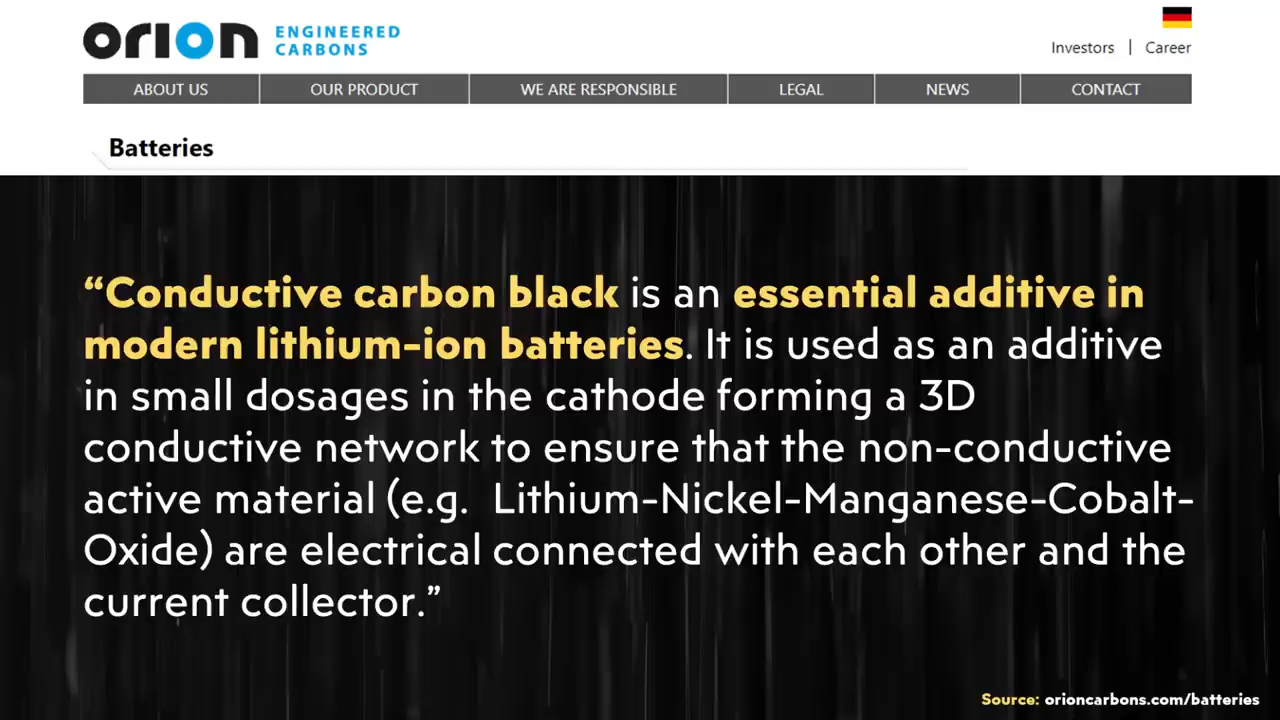 orion ENGINEERED
CARBONS
Investors | Career
ABOUT US OUR PRODUCT WE ARE RESPONSIBLE LEGAL NEWS CONTACT
Batteries
“Conductive carbon black is an essential additive in
modern lithium-ion batteries. It is used as an additive
in small dosages in the cathode forming a 3D
conductive network to ensure that the non-conductive
active material (e.g.  Lithium-Nickel-Manganese-Cobalt-
Oxide) are electrical connected with each other and the
current collector.”
Source: orioncarbons.com/batteries